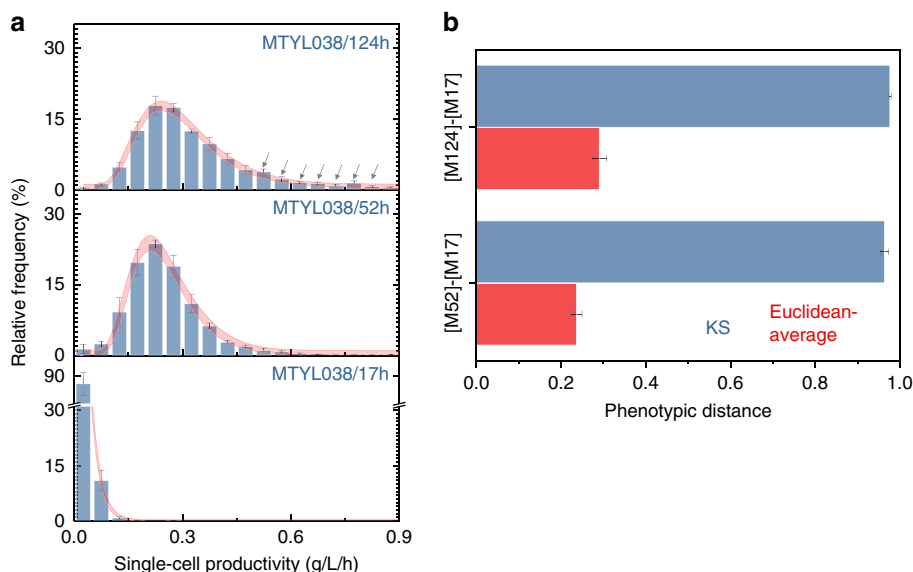 a
MTYL038/124h
30
15
0
MTYL038/52h
30
15
0
MTYL038/17h
90
30
15
0
0.0
0.3
0.6
0.9
Relative frequency (%)
Single-cell productivity (g/L/h)
b
[M124]-[M17]
[M52]-[M17]
KS
Euclidean-
average
0.0
0.2
0.4
0.6
0.8
1.0
Phenotypic distance